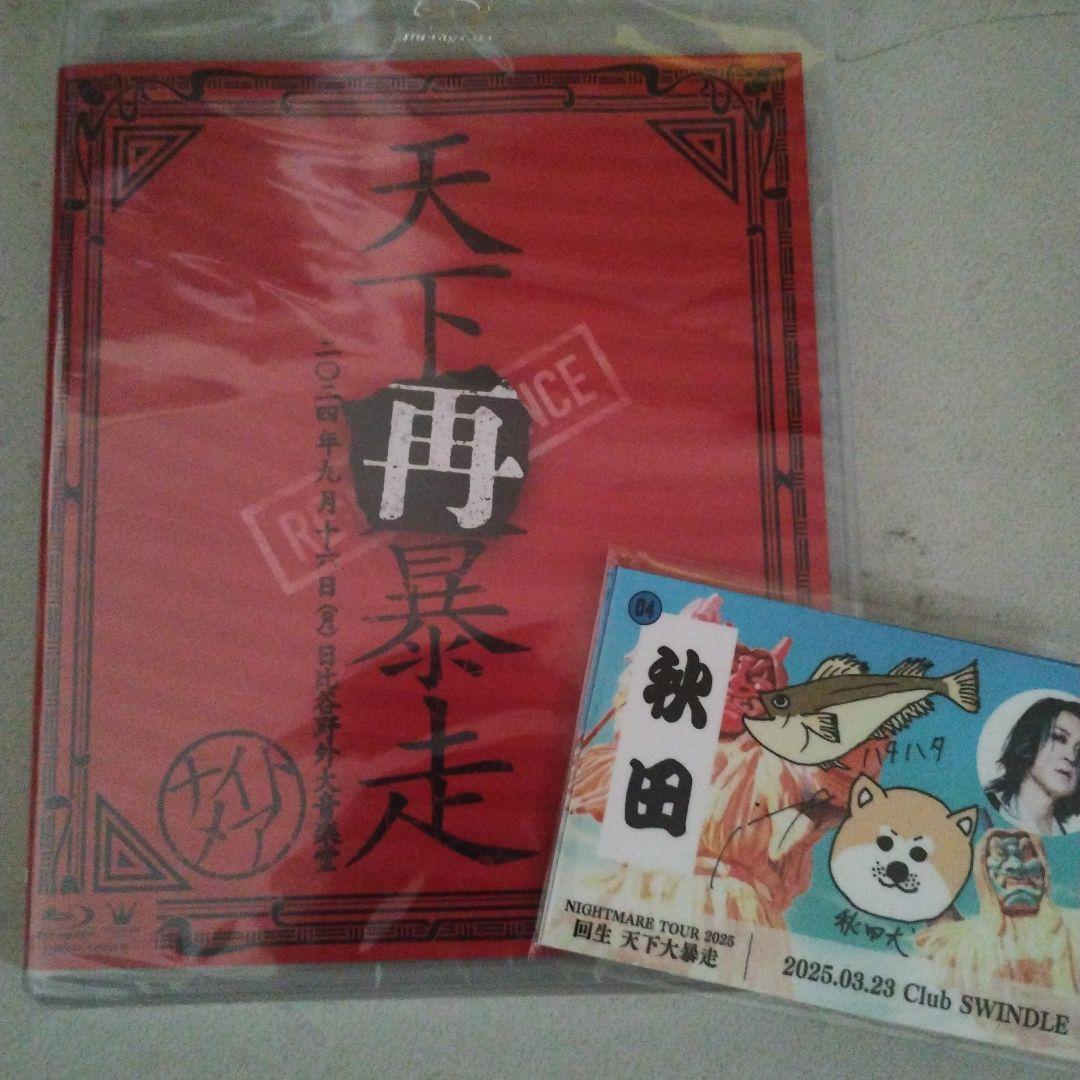 天下再暴走
二〇二四年九月十六日(月)日比谷野外大音楽堂
ナイトメア
04
秋田
ハタハタ
秋田犬
NIGHTMARE TOUR 2025
回生 天下大暴走
2025.03.23 Club SWINDLE